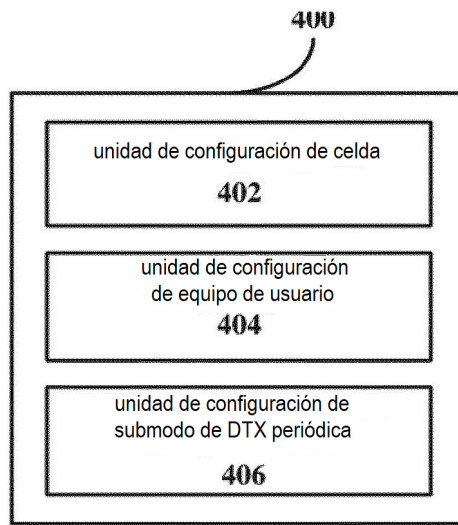 400
unidad de configuración de celda
402
unidad de configuración
de equipo de usuario
404
unidad de configuración de
submodo de DTX periódica
406